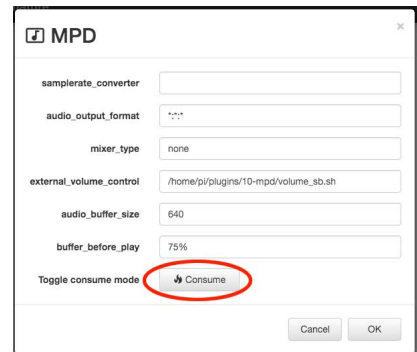 MPD
×
samplerate_converter
audio_output_format *:*:*
mixer_type none
external_volume_control /home/pi/plugins/10-mpd/volume_sb.sh
audio_buffer_size 640
buffer_before_play 75%
Toggle consume mode Consume
Cancel OK